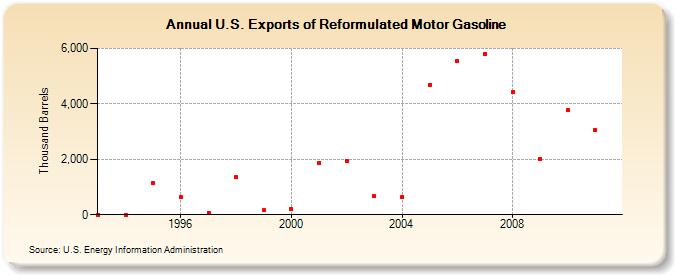 Annual U.S. Exports of Reformulated Motor Gasoline
Thousand Barrels
6,000
4,000
2,000
0
1996 2000 2004 2008
Source: U.S. Energy Information Administration